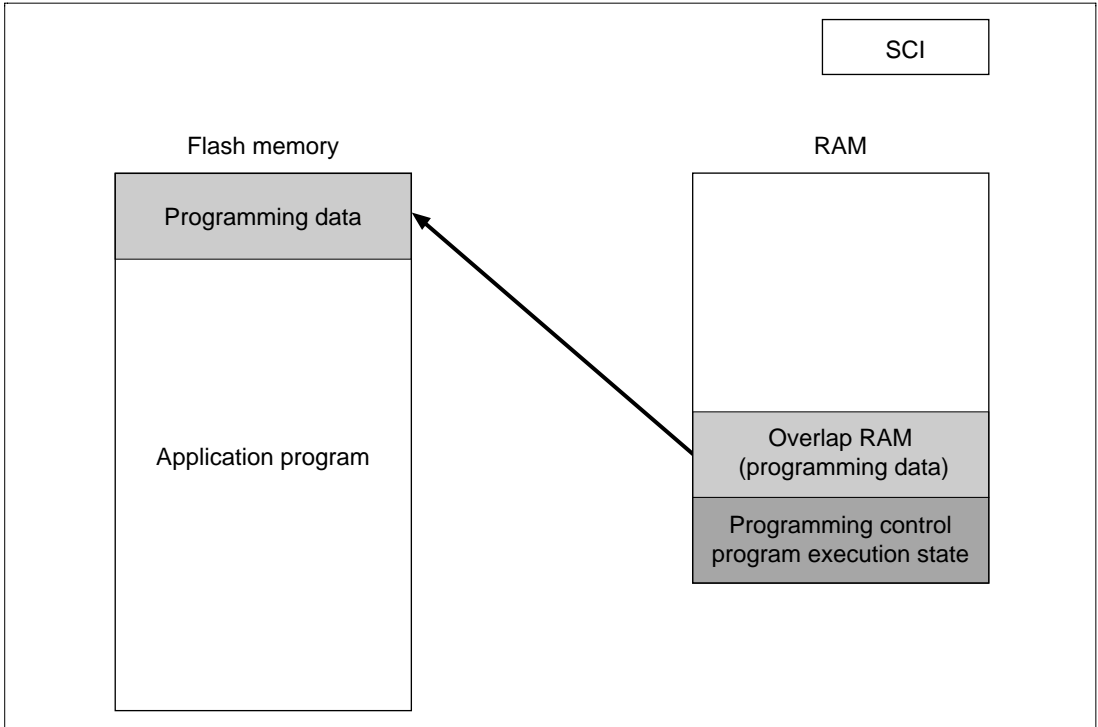 SCI
Flash memory
RAM
Programming data
Application program
Overlap RAM
(programming data)
Programming control
program execution state